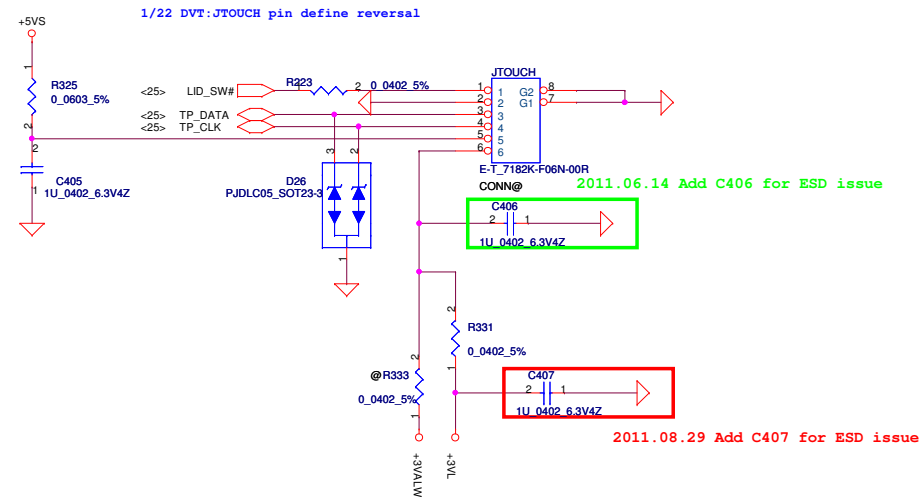 1/22 DVT:JTOUCH pin define reversal
+5VS
1
R325
0_0603_5%
2
<25> LID_SW#
1 R223 2 0_0402_5%
<25> TP_DATA
<25> TP_CLK
JTOUCH
1 1 G2 8
2 2 G1 7
3 3
4 4
5 5
6 6
E-T_7182K-F06N-00R
CONN@
2
C405
1
1U_0402_6.3V4Z
3 2
D26
PJDLC05_SOT23-3
1
2011.06.14 Add C406 for ESD issue
C406
2 1
1U_0402_6.3V4Z
2
R331
0_0402_5%
1
2
@R333
0_0402_5%
1
C407
2 1
1U_0402_6.3V4Z
2011.08.29 Add C407 for ESD issue
+3VALW
+3VL